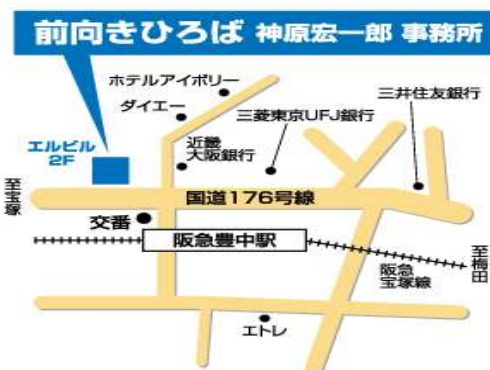 前向きひろば 神原宏一郎 事務所
ホテルアイボリー
ダイエー
三菱東京UFJ銀行
三井住友銀行
エルビル
2F
近畿
大阪銀行
至宝塚
国道176号線
交番
阪急豊中駅
至梅田
阪急
宝塚線
エトレ